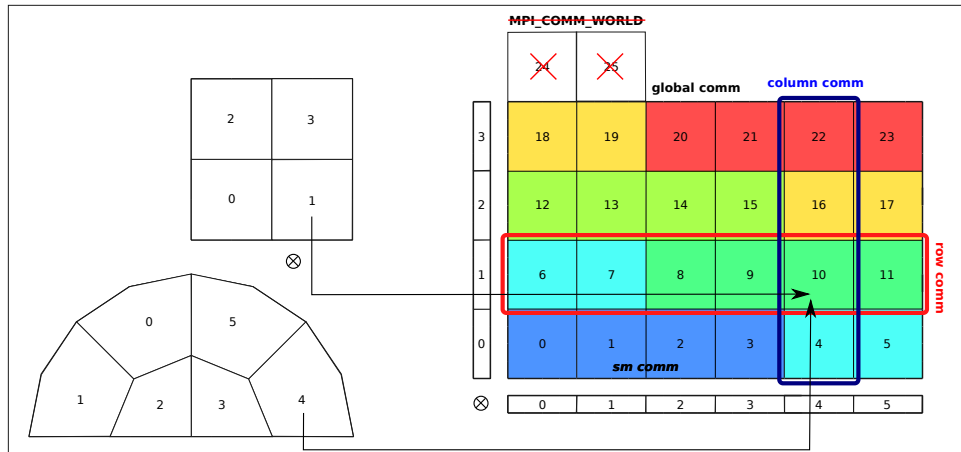 MPI_COMM_WORLD
24 25
global comm
column comm
2 3
0 1
⊗
0 5
1 2 3 4
3 18 19 20 21 22 23
2 12 13 14 15 16 17
1 6 7 8 9 10 11
row comm
0 0 1 2 3 4 5
sm comm
⊗ 0 1 2 3 4 5